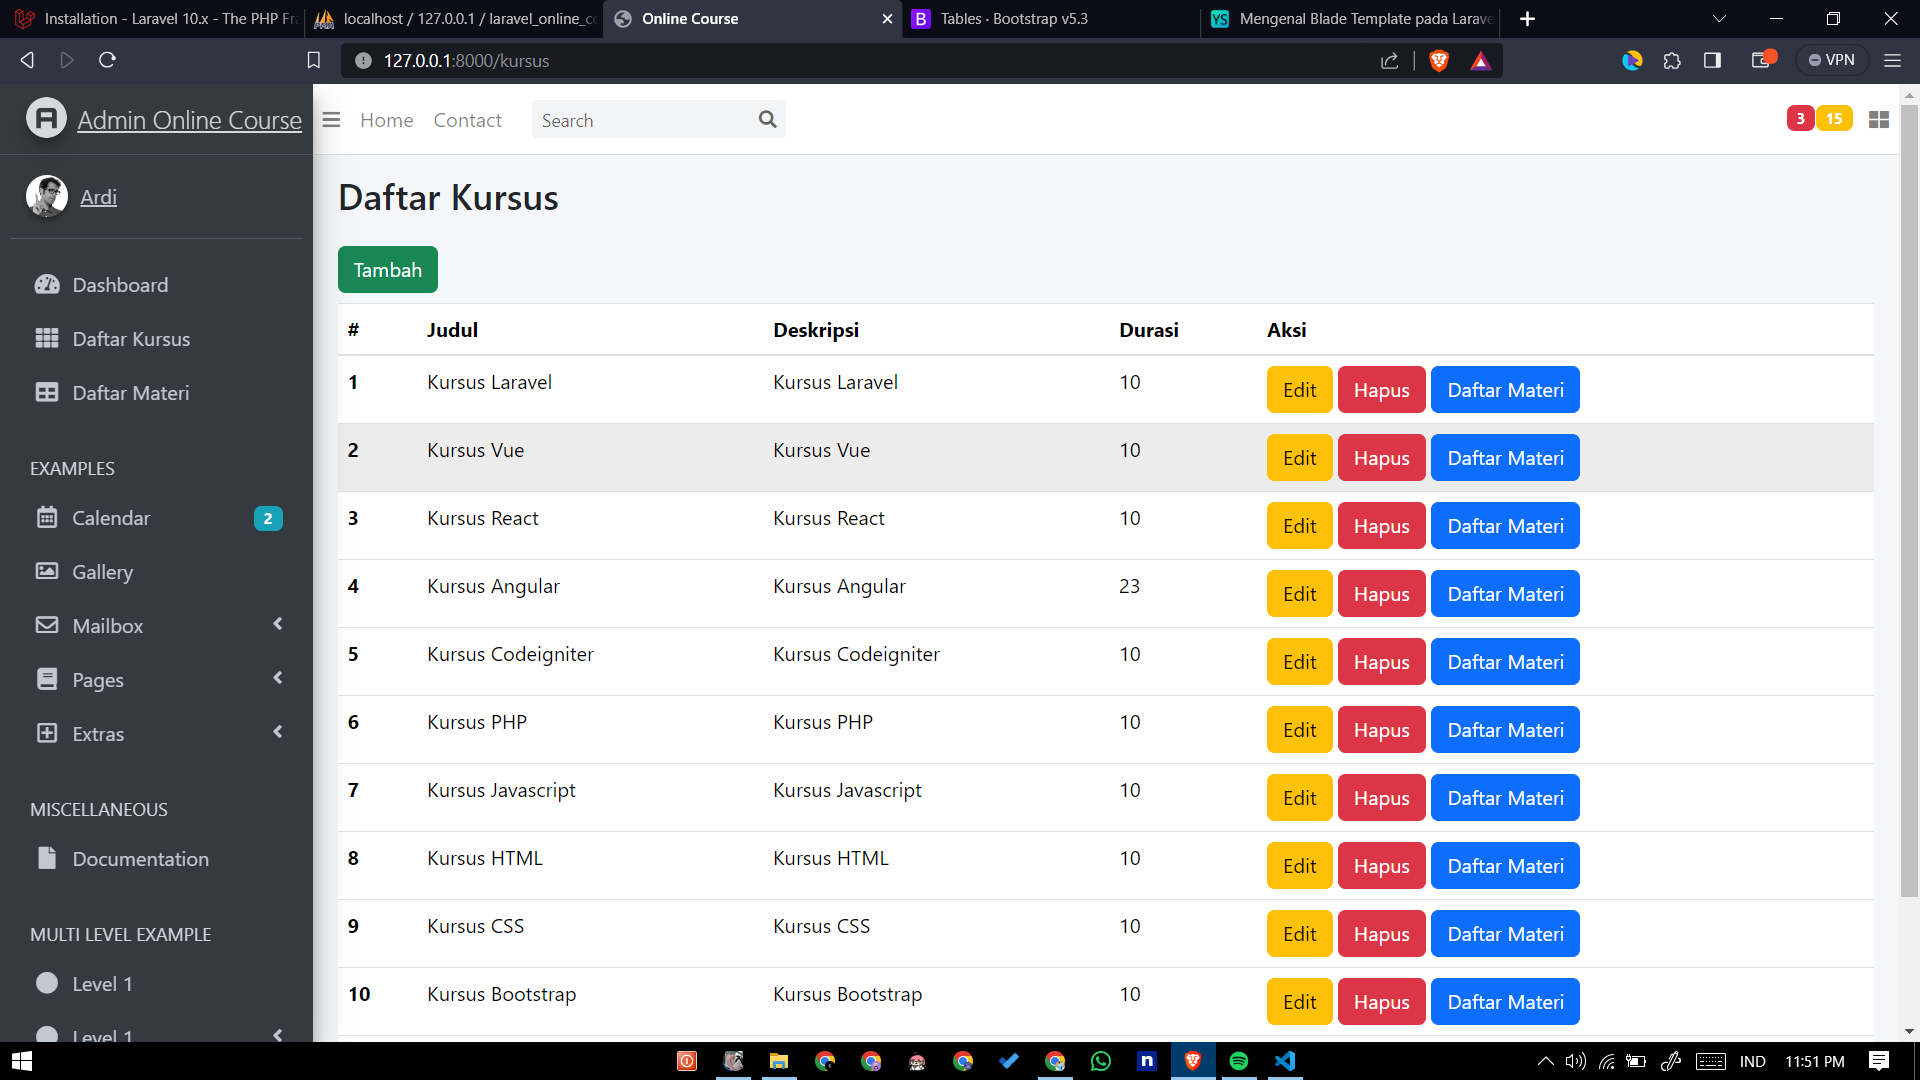 Installation - Laravel 10.x - The PHP Fra
localhost / 127.0.0.1 / laravel_online_co
Online Course
Tables · Bootstrap v5.3
Mengenal Blade Template pada Larave
127.0.0.1:8000/kursus
VPN
Admin Online Course
Home
Contact
Search
3
15
Ardi
Dashboard
Daftar Kursus
Daftar Materi
EXAMPLES
Calendar
2
Gallery
Mailbox
Pages
Extras
MISCELLANEOUS
Documentation
MULTI LEVEL EXAMPLE
Level 1
Level 1
Daftar Kursus
Tambah
# Judul Deskripsi Durasi Aksi
1 Kursus Laravel Kursus Laravel 10 Edit Hapus Daftar Materi
2 Kursus Vue Kursus Vue 10 Edit Hapus Daftar Materi
3 Kursus React Kursus React 10 Edit Hapus Daftar Materi
4 Kursus Angular Kursus Angular 23 Edit Hapus Daftar Materi
5 Kursus Codeigniter Kursus Codeigniter 10 Edit Hapus Daftar Materi
6 Kursus PHP Kursus PHP 10 Edit Hapus Daftar Materi
7 Kursus Javascript Kursus Javascript 10 Edit Hapus Daftar Materi
8 Kursus HTML Kursus HTML 10 Edit Hapus Daftar Materi
9 Kursus CSS Kursus CSS 10 Edit Hapus Daftar Materi
10 Kursus Bootstrap Kursus Bootstrap 10 Edit Hapus Daftar Materi
IND
11:51 PM